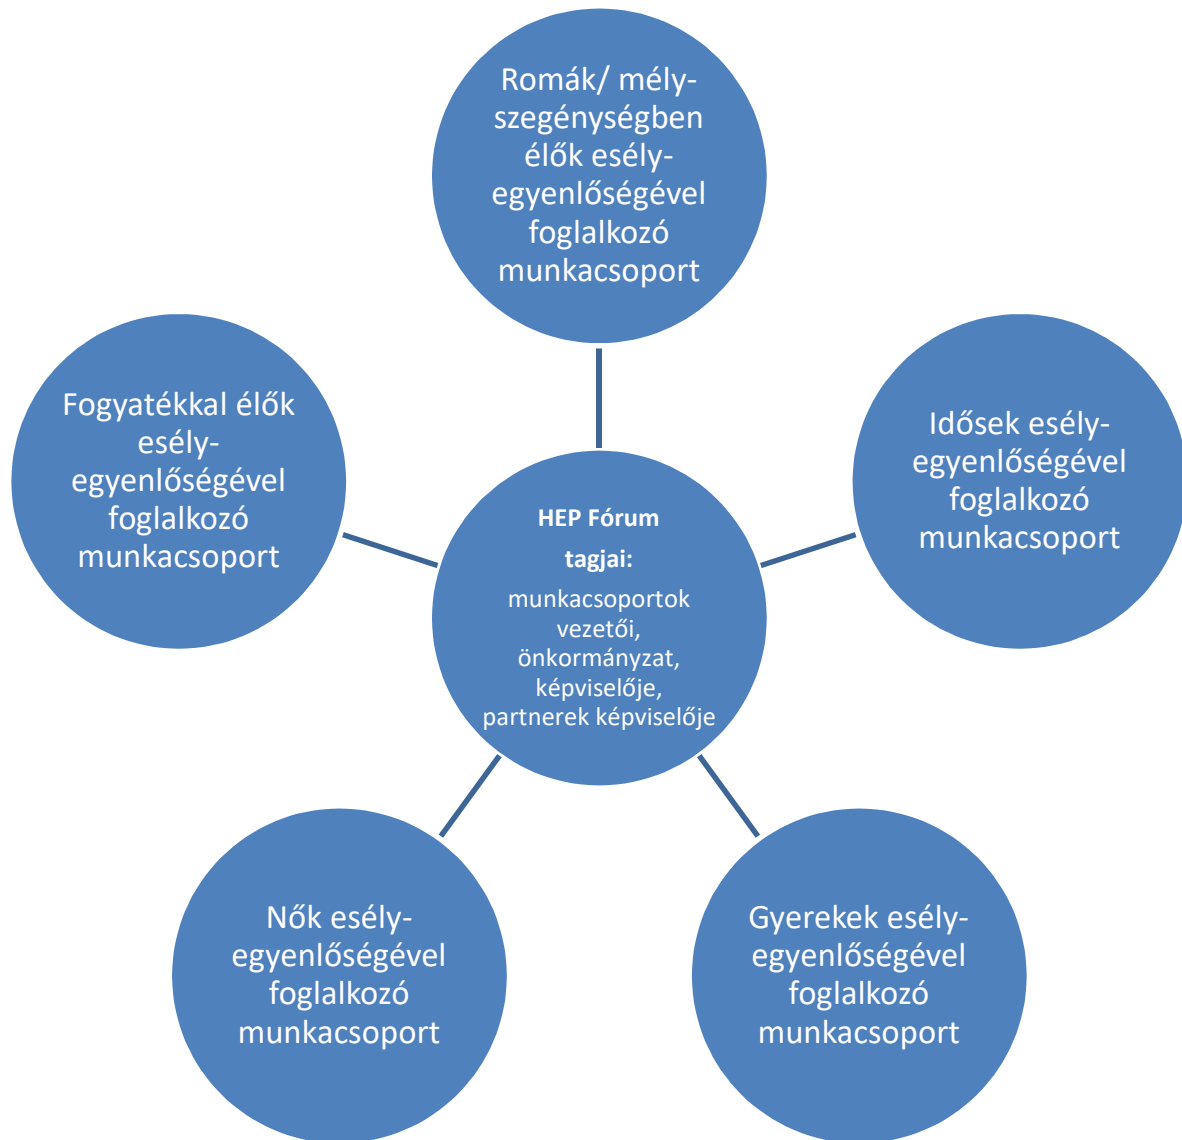 Romák/ mély-
szegénységben
élők esély-
egyenlőségével
foglalkozó
munkacsoport
Fogyatékkal élők
esély-
egyenlőségével
foglalkozó
munkacsoport
Idősek esély-
egyenlőségével
foglalkozó
munkacsoport
HEP Fórum
tagjai:
munkacsoportok
vezetői,
önkormányzat,
képviselője,
partnerek képviselője
Nők esély-
egyenlőségével
foglalkozó
munkacsoport
Gyerekek esély-
egyenlőségével
foglalkozó
munkacsoport